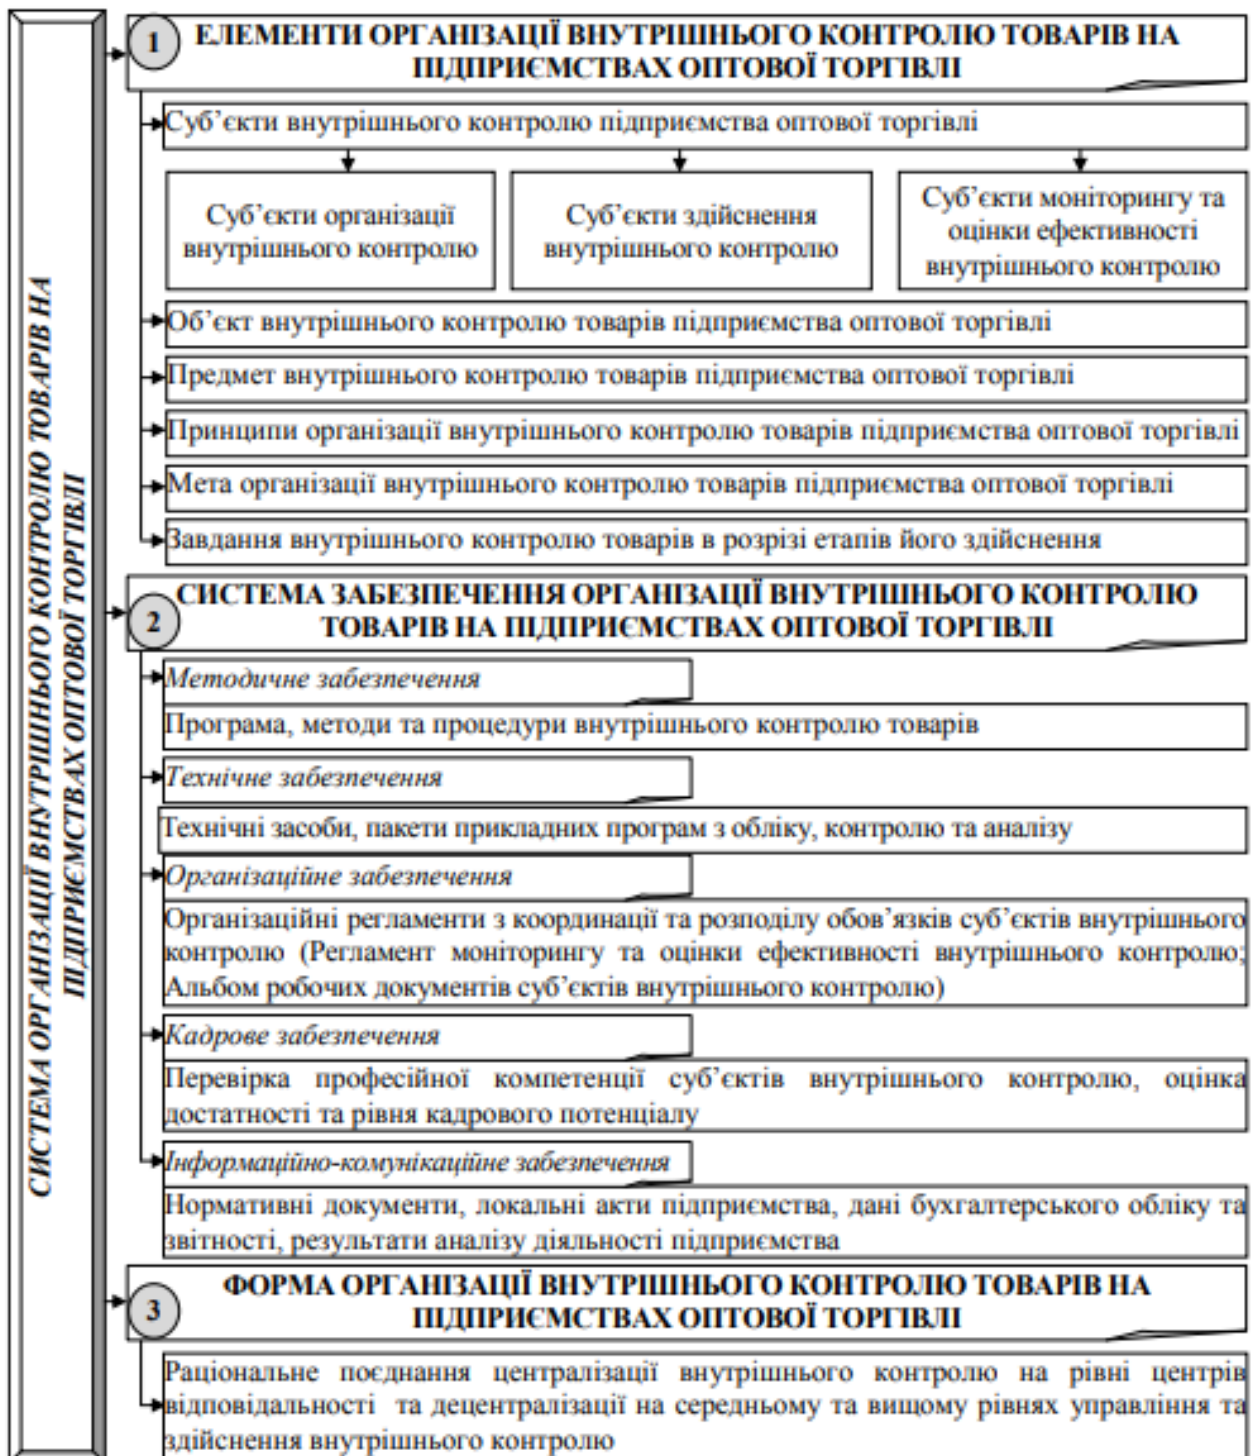 СИСТЕМА ОРГАНІЗАЦІЇ ВНУТРІШНЬОГО КОНТРОЛЮ ТОВАРІВ НА
ПІДПРИЄМСТВАХ ОПТОВОЇ ТОРГІВЛІ
1
ЕЛЕМЕНТИ ОРГАНІЗАЦІЇ ВНУТРІШНЬОГО КОНТРОЛЮ ТОВАРІВ НА
ПІДПРИЄМСТВАХ ОПТОВОЇ ТОРГІВЛІ
Суб’єкти внутрішнього контролю підприємства оптової торгівлі
Суб’єкти організації
внутрішнього контролю
Суб’єкти здійснення
внутрішнього контролю
Суб’єкти моніторингу та
оцінки ефективності
внутрішнього контролю
Об’єкт внутрішнього контролю товарів підприємства оптової торгівлі
Предмет внутрішнього контролю товарів підприємства оптової торгівлі
Принципи організації внутрішнього контролю товарів підприємства оптової торгівлі
Мета організації внутрішнього контролю товарів підприємства оптової торгівлі
Завдання внутрішнього контролю товарів в розрізі етапів його здійснення
2
СИСТЕМА ЗАБЕЗПЕЧЕННЯ ОРГАНІЗАЦІЇ ВНУТРІШНЬОГО КОНТРОЛЮ
ТОВАРІВ НА ПІДПРИЄМСТВАХ ОПТОВОЇ ТОРГІВЛІ
Методичне забезпечення
Програма, методи та процедури внутрішнього контролю товарів
Технічне забезпечення
Технічні засоби, пакети прикладних програм з обліку, контролю та аналізу
Організаційне забезпечення
Організаційні регламенти з координації та розподілу обов’язків суб’єктів внутрішнього
контролю (Регламент моніторингу та оцінки ефективності внутрішнього контролю;
Альбом робочих документів суб’єктів внутрішнього контролю)
Кадрове забезпечення
Перевірка професійної компетенції суб’єктів внутрішнього контролю, оцінка
достатності та рівня кадрового потенціалу
Інформаційно-комунікаційне забезпечення
Нормативні документи, локальні акти підприємства, дані бухгалтерського обліку та
звітності, результати аналізу діяльності підприємства
3
ФОРМА ОРГАНІЗАЦІЇ ВНУТРІШНЬОГО КОНТРОЛЮ ТОВАРІВ НА
ПІДПРИЄМСТВАХ ОПТОВОЇ ТОРГІВЛІ
Раціональне поєднання централізації внутрішнього контролю на рівні центрів
відповідальності та децентралізації на середньому та вищому рівнях управління та
здійснення внутрішнього контролю